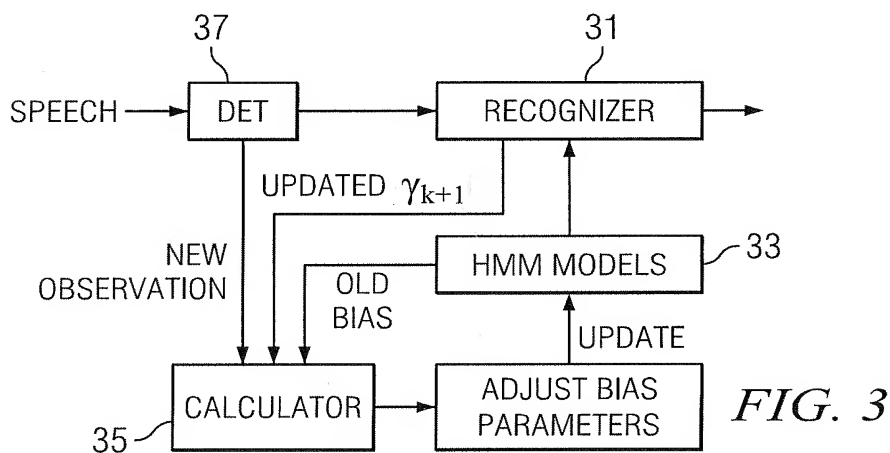 37
31
SPEECH
DET
RECOGNIZER
UPDATED γk+1
NEW
OBSERVATION
OLD
BIAS
HMM MODELS
33
UPDATE
CALCULATOR
35
ADJUST BIAS
PARAMETERS
FIG. 3